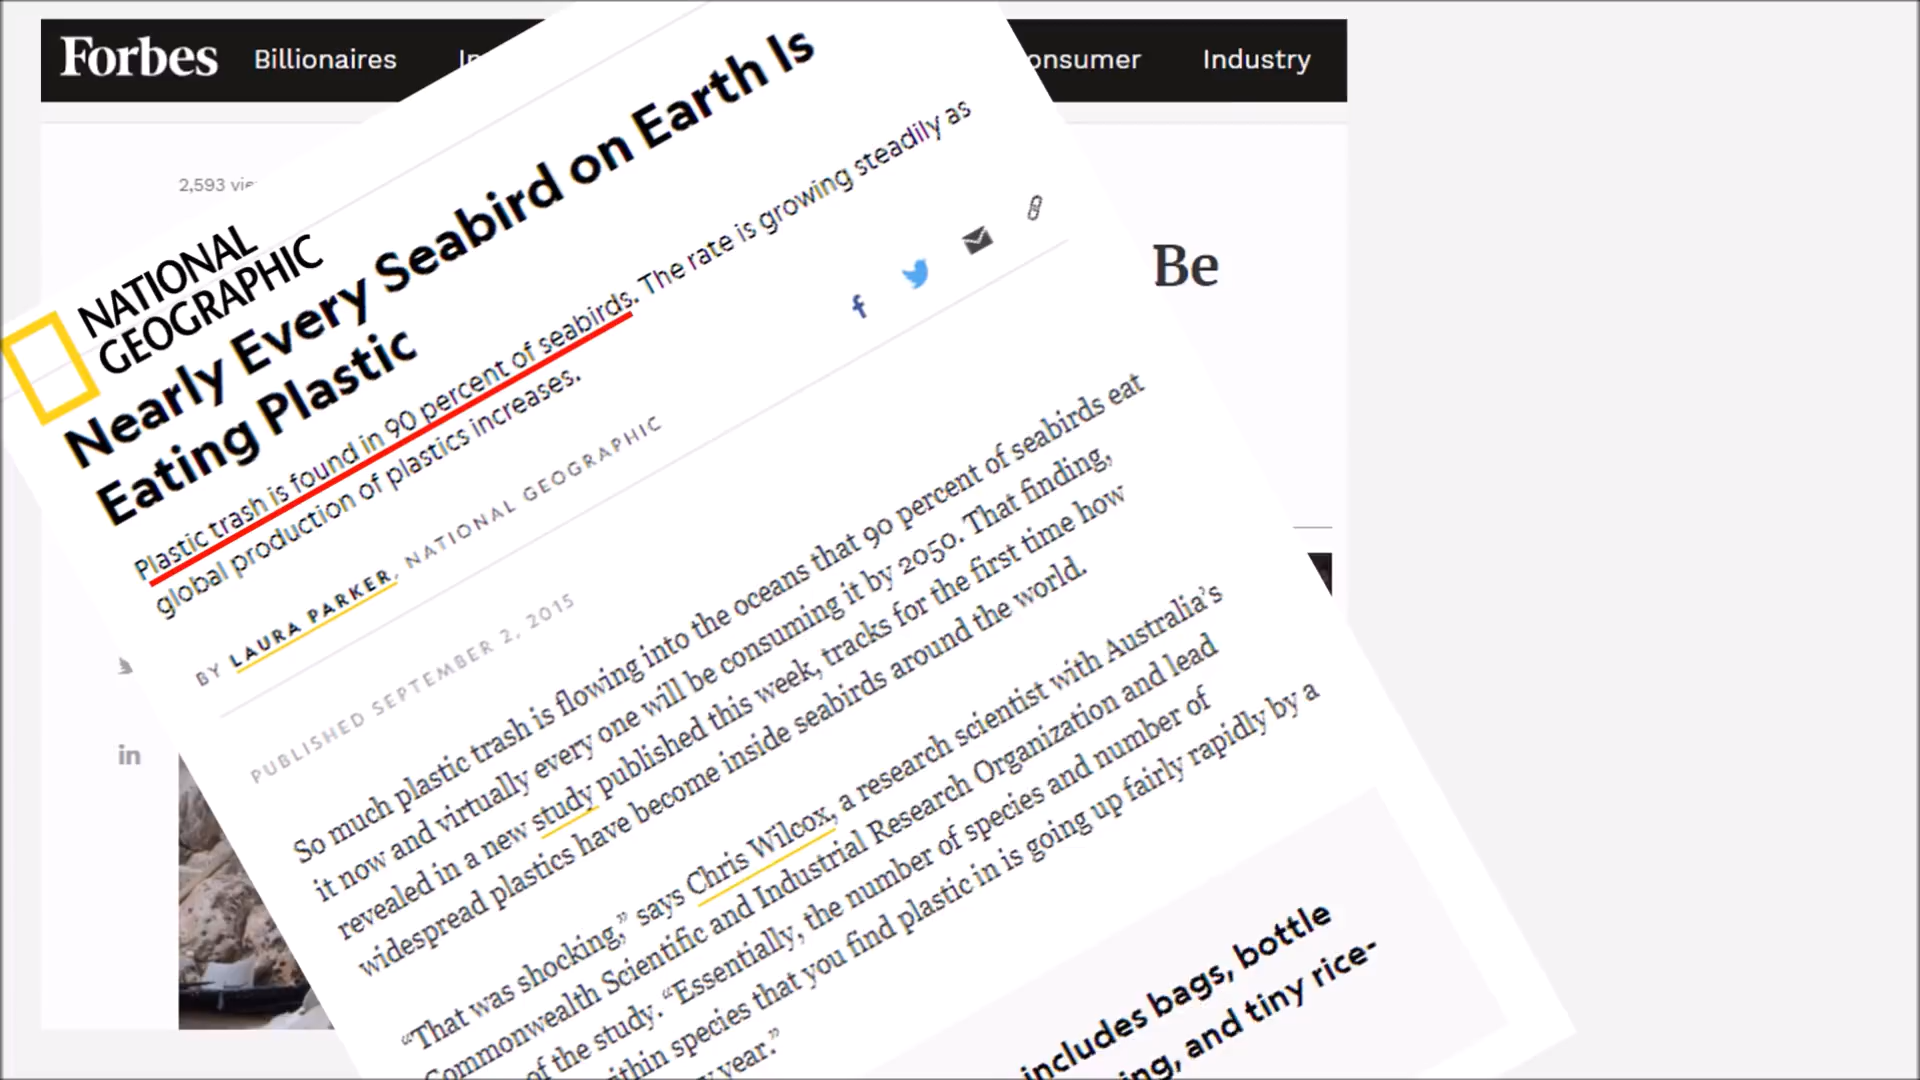 Forbes Billionaires Industry
2,593
Be
NATIONAL
GEOGRAPHIC
Nearly Every Seabird on Earth Is
Eating Plastic
Plastic trash is found in 90 percent of seabirds. The rate is growing steadily as
global production of plastics increases.
BY LAURA PARKER, NATIONAL GEOGRAPHIC
PUBLISHED SEPTEMBER 2, 2015
So much plastic trash is flowing into the oceans that 90 percent of seabirds eat
it now and virtually every one will be consuming it by 2050. That finding,
revealed in a new study published this week, tracks for the first time how
widespread plastics have become inside seabirds around the world.
“That was shocking,” says Chris Wilcox, a research scientist with Australia’s
Commonwealth Scientific and Industrial Research Organization and lead
of the study. “Essentially, the number of species and number of
within species that you find plastic in is going up fairly rapidly by a
year.”
includes bags, bottle
and tiny rice-
in